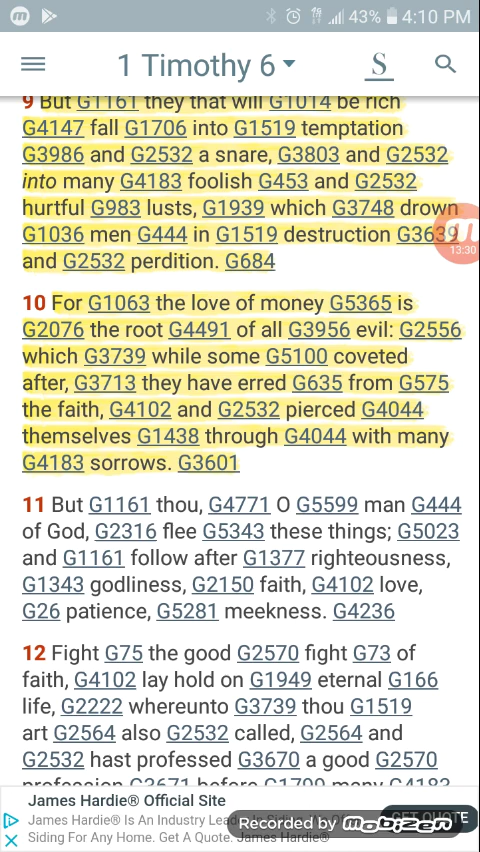 43% 4:10 PM
1 Timothy 6 S
9 But G1161 they that will G1014 be rich
G4147 fall G1706 into G1519 temptation
G3986 and G2532 a snare, G3803 and G2532
into many G4183 foolish G453 and G2532
hurtful G983 lusts, G1939 which G3748 drown
G1036 men G444 in G1519 destruction G3639
13:30
and G2532 perdition. G684
10 For G1063 the love of money G5365 is
G2076 the root G4491 of all G3956 evil: G2556
which G3739 while some G5100 coveted
after, G3713 they have erred G635 from G575
the faith, G4102 and G2532 pierced G4044
themselves G1438 through G4044 with many
G4183 sorrows. G3601
11 But G1161 thou, G4771 O G5599 man G444
of God, G2316 flee G5343 these things; G5023
and G1161 follow after G1377 righteousness,
G1343 godliness, G2150 faith, G4102 love,
G26 patience, G5281 meekness. G4236
12 Fight G75 the good G2570 fight G73 of
faith, G4102 lay hold on G1949 eternal G166
life, G2222 whereunto G3739 thou G1519
art G2564 also G2532 called, G2564 and
G2532 hast professed G3670 a good G2570
profession G3671 before G1799 many G4183
James Hardie® Official Site
James Hardie® Is An Industry
GET QUOTE
Recorded by mobizen
Siding For Any Home. Get A Quote. James Hardie®